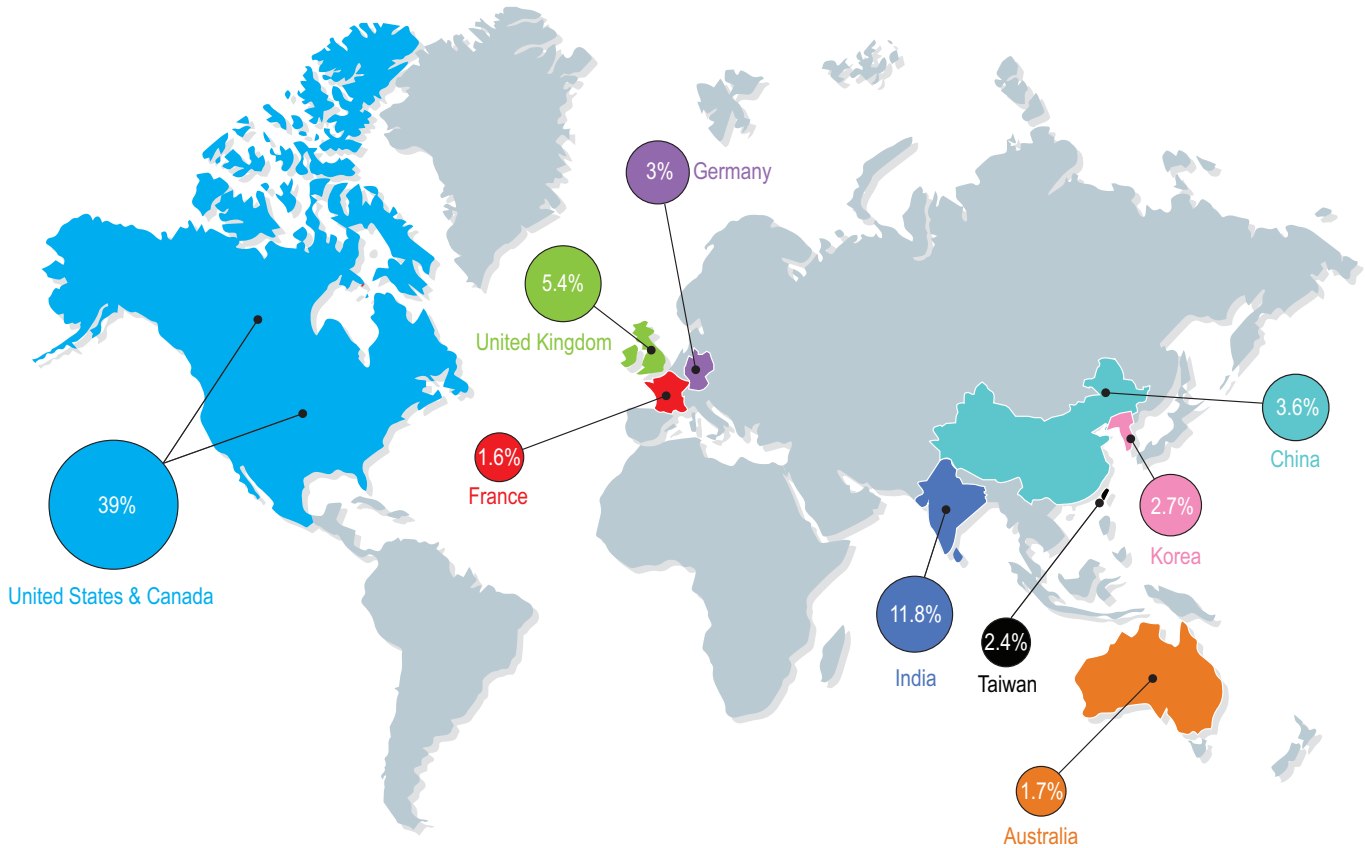 3%
Germany
5.4%
United Kingdom
3.6%
China
1.6%
France
39%
United States & Canada
2.7%
Korea
11.8%
India
2.4%
Taiwan
1.7%
Australia